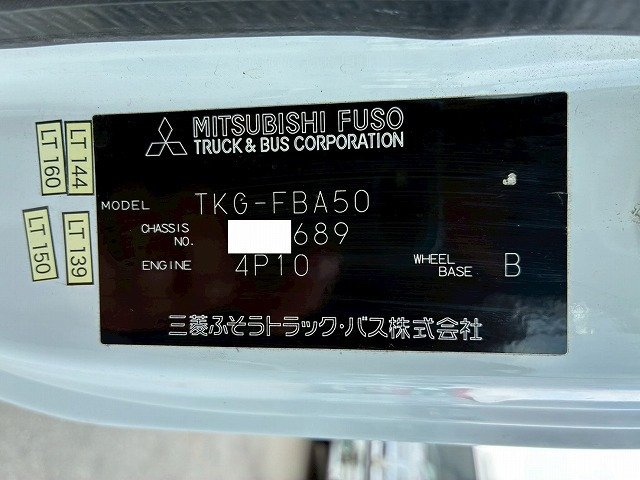 MITSUBISHI FUSO
TRUCK & BUS CORPORATION
MODEL TKG-FBA50
CHASSIS NO. 689
ENGINE 4P10 WHEEL BASE B
三菱ふそうトラック・バス株式会社
LT 160
LT 144
LT 150
LT 139